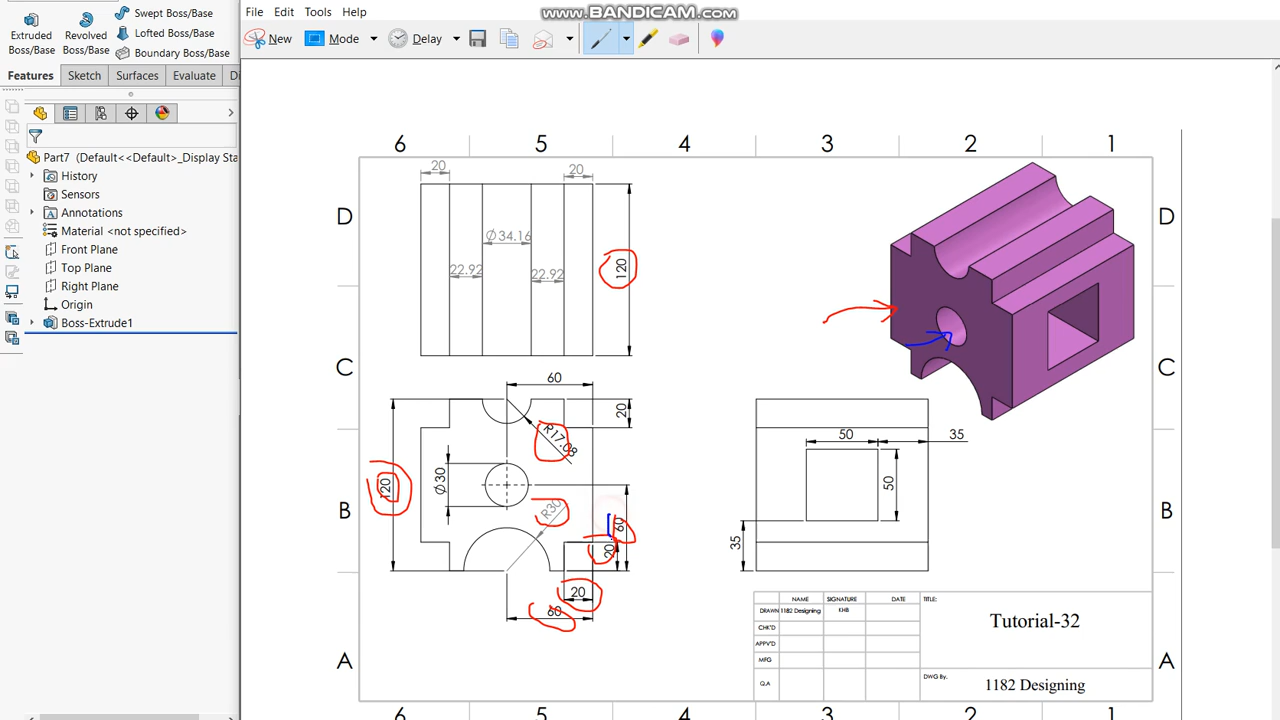 www.BANDICAM.com
File Edit Tools Help
New Mode Delay
Extruded Boss/Base
Revolved Boss/Base
Swept Boss/Base
Lofted Boss/Base
Boundary Boss/Base
Features Sketch Surfaces Evaluate Di
Part7 (Default<<Default>_Display Sta
History
Sensors
Annotations
Material <not specified>
Front Plane
Top Plane
Right Plane
Origin
Boss-Extrude1
6 5 4 3 2 1
D D
C C
B B
A A
20 20
Ø34.16
22.92 22.92
120
60
20
R17.08
120
Ø30
R30
60
20
20
60
50 35
50
35
NAME SIGNATURE DATE TITLE:
DRAWN 1182 Designing KHB
CHK'D
APPV'D
MFG
Q.A
Tutorial-32
DWG By.
1182 Designing
6 5 4 3 2 1